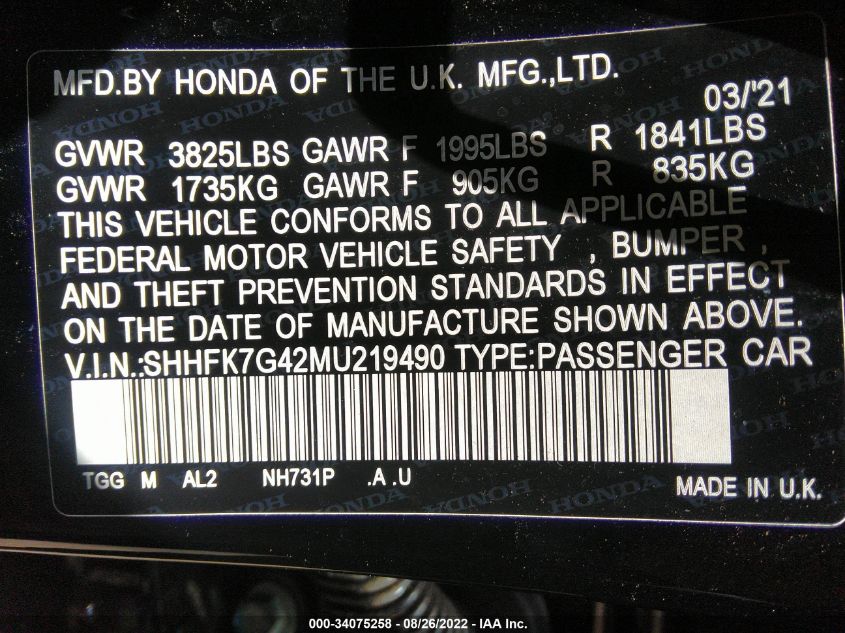 MFD.BY HONDA OF THE U.K. MFG.,LTD.
03/'21
GVWR 3825LBS GAWR F 1995LBS R 1841LBS
GVWR 1735KG GAWR F 905KG R 835KG
THIS VEHICLE CONFORMS TO ALL APPLICABLE
FEDERAL MOTOR VEHICLE SAFETY , BUMPER ,
AND THEFT PREVENTION STANDARDS IN EFFECT
ON THE DATE OF MANUFACTURE SHOWN ABOVE.
V.I.N.:SHHFK7G42MU219490 TYPE:PASSENGER CAR
TGG M AL2 NH731P .A .U
MADE IN U.K.
000-34075258 - 08/26/2022 - IAA Inc.